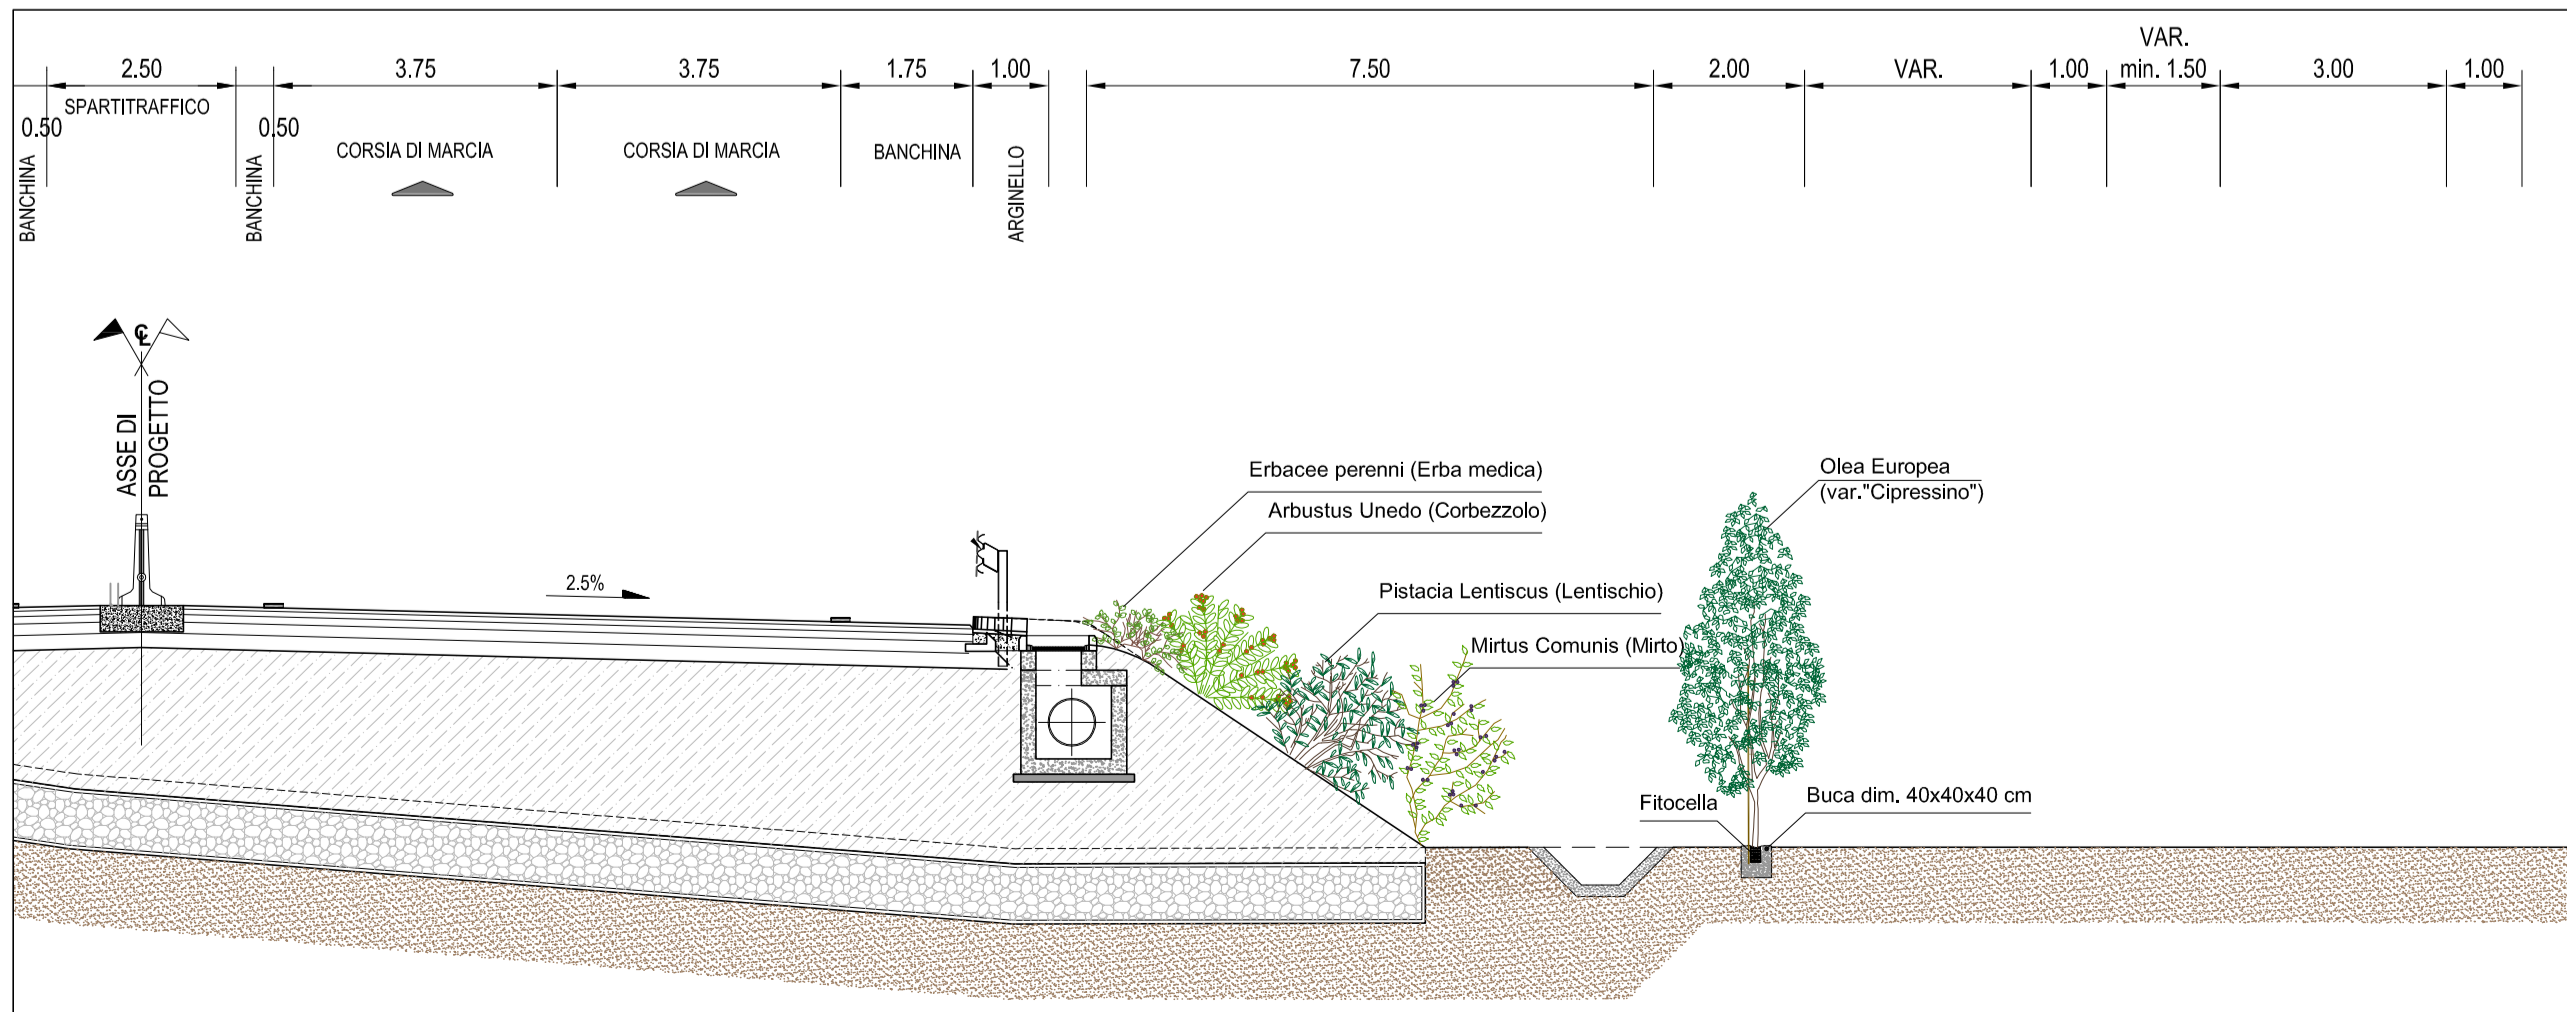 VAR.
2.50
3.75
3.75
1.75
1.00
7.50
2.00
VAR.
1.00
min. 1.50
3.00
1.00
SPARTITRAFFICO
0.50
0.50
BANCHINA
BANCHINA
CORSIA DI MARCIA
CORSIA DI MARCIA
BANCHINA
ARGINELLO
ASSE DI
PROGETTO
2.5%
Erbacee perenni (Erba medica)
Arbustus Unedo (Corbezzolo)
Pistacia Lentiscus (Lentischio)
Mirtus Comunis (Mirto)
Olea Europea
(var."Cipressino")
Fitocella
Buca dim. 40x40x40 cm